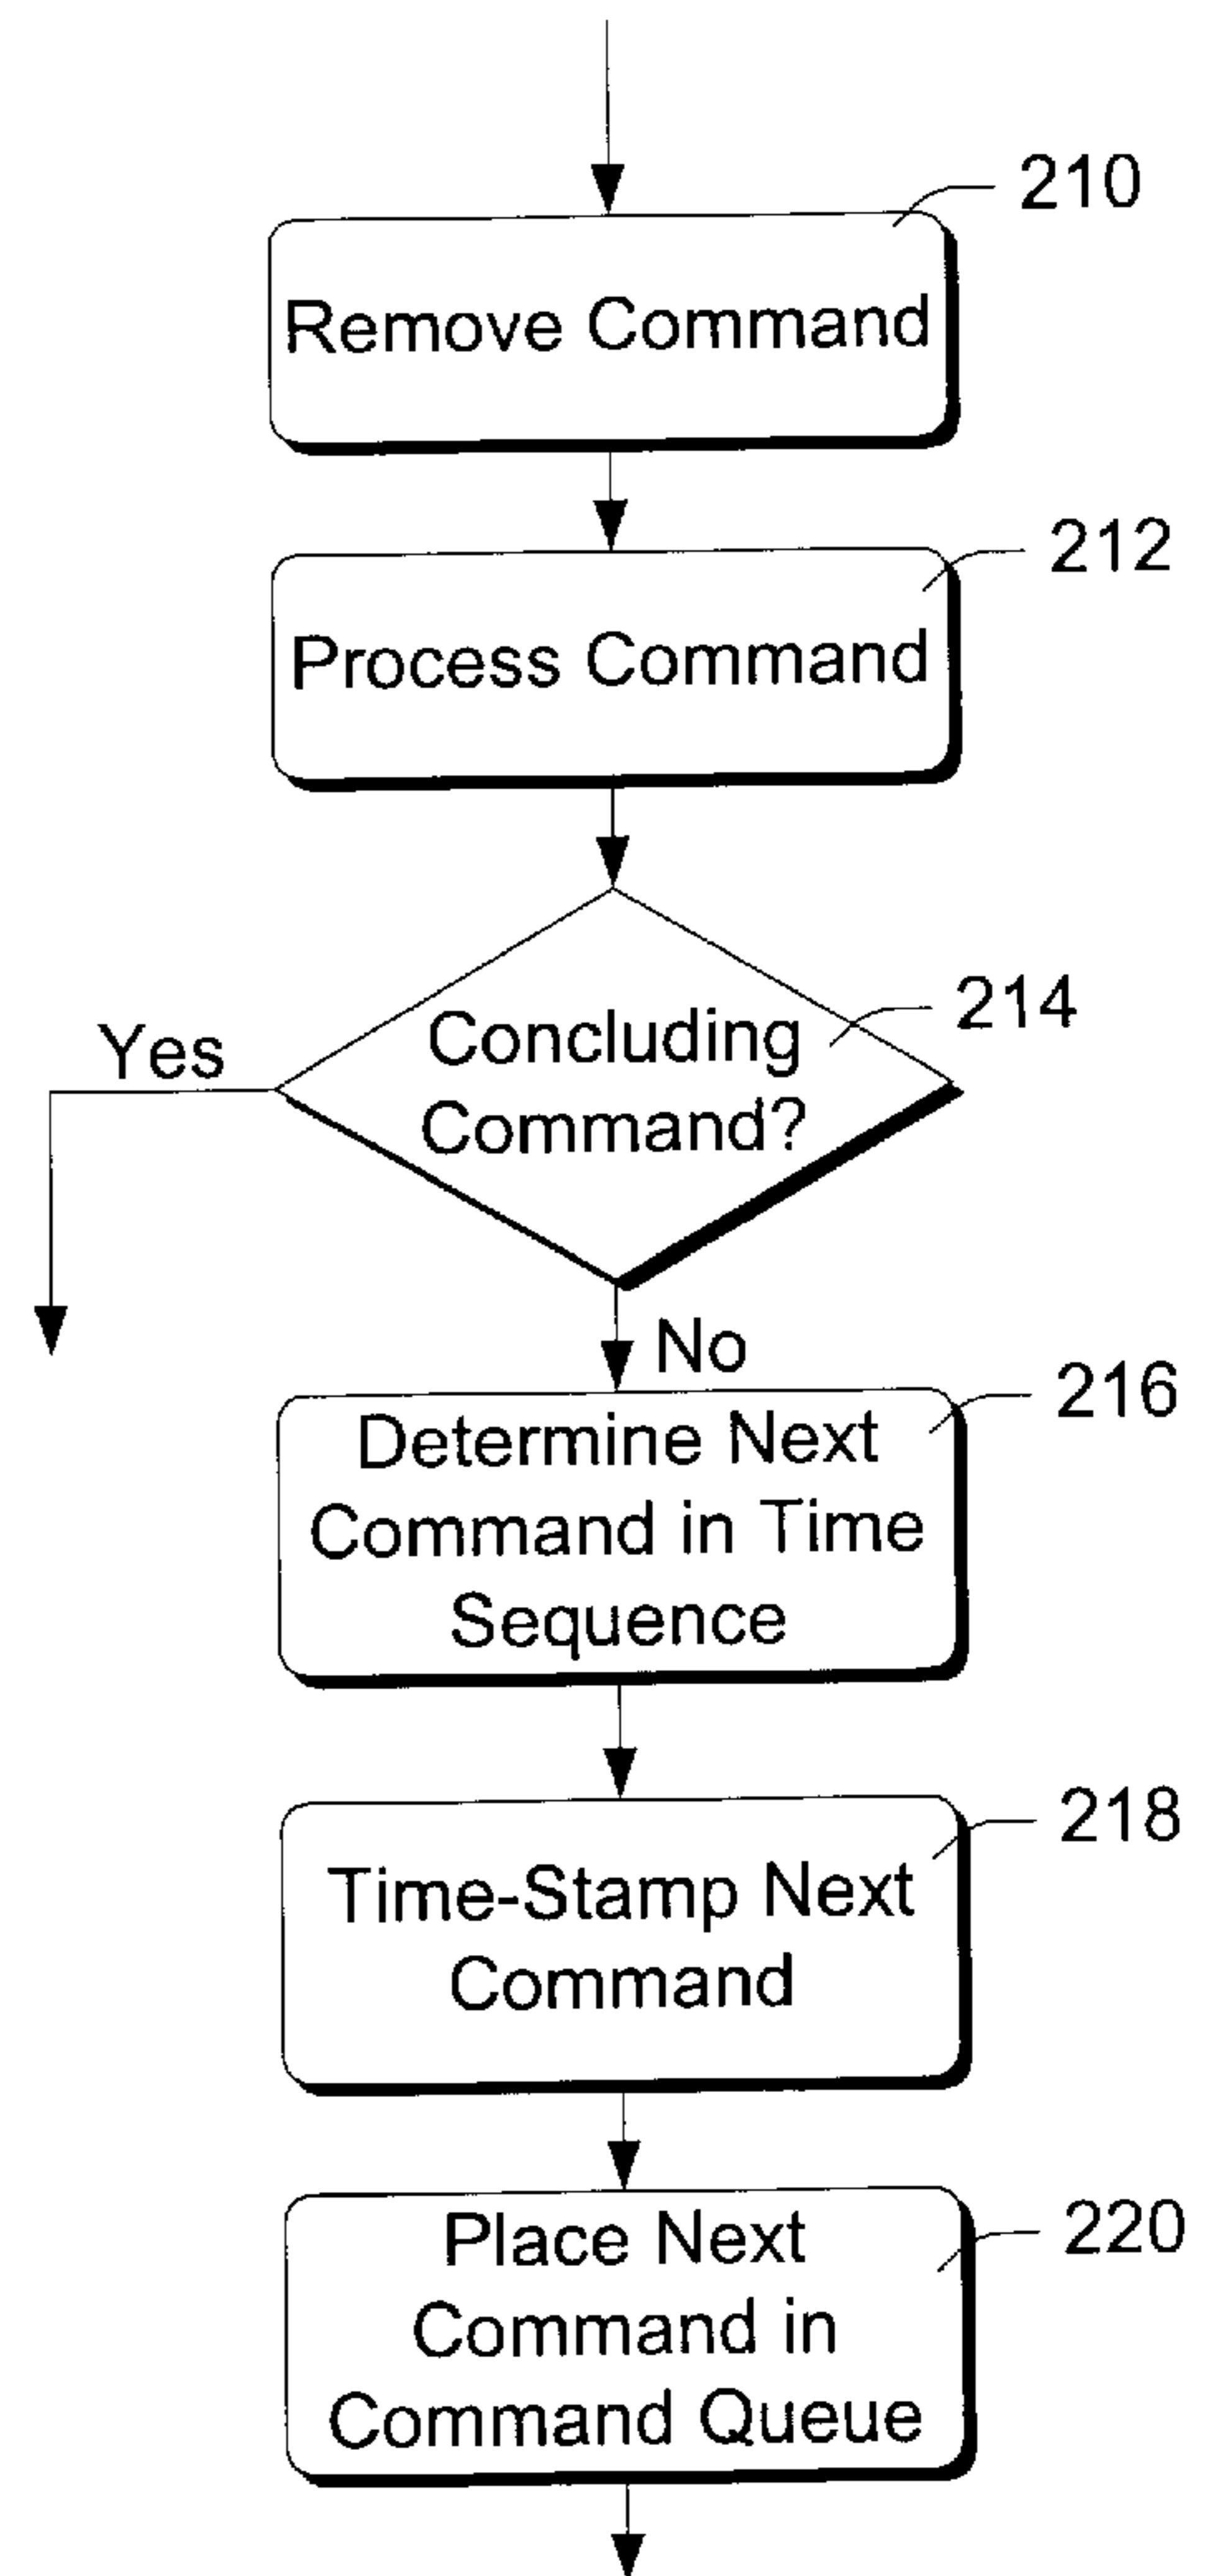 210
Remove Command
212
Process Command
214
Concluding
Command?
Yes
No
216
Determine Next
Command in Time
Sequence
218
Time-Stamp Next
Command
220
Place Next
Command in
Command Queue